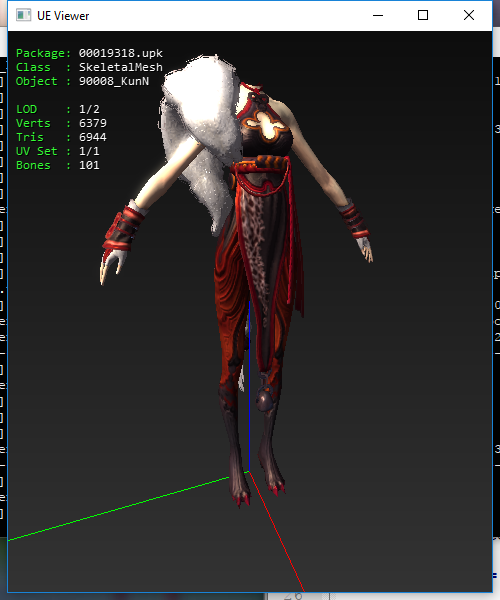 UE Viewer
Package: 00019318.upk
Class : SkeletalMesh
Object : 90008_KunN
LOD : 1/2
Verts : 6379
Tris : 6944
UV Set : 1/1
Bones : 101